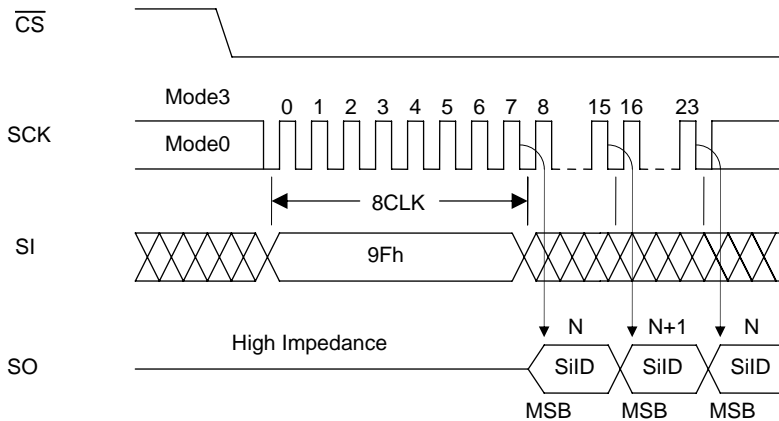 CS
Mode3
0 1 2 3 4 5 6 7 8 15 16 23
SCK
Mode0
8CLK
SI
9Fh
N N+1 N
High Impedance
SO
SiID SiID SiID
MSB MSB MSB